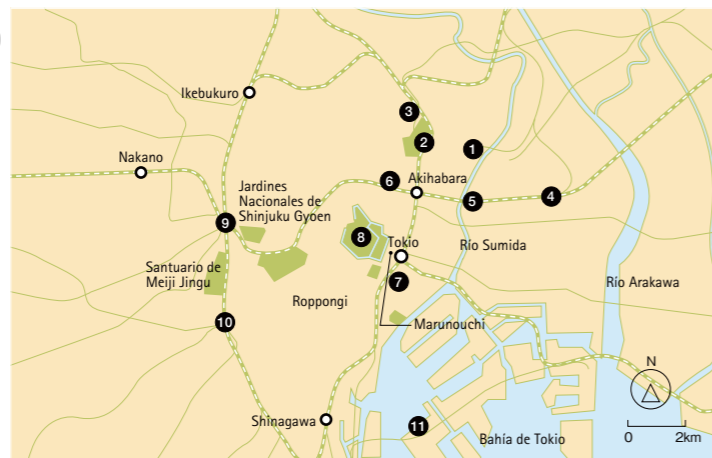 Ikebukuro
3
2
1
Nakano
Akihabara
6
5
4
Jardines
Nacionales de
Shinjuku Gyoen
9
8
Tokio
Río Sumida
Santuario de
Meiji Jingu
7
Río Arakawa
Roppongi
10
Marunouchi
N
Shinagawa
11
Bahía de Tokio
0 2km